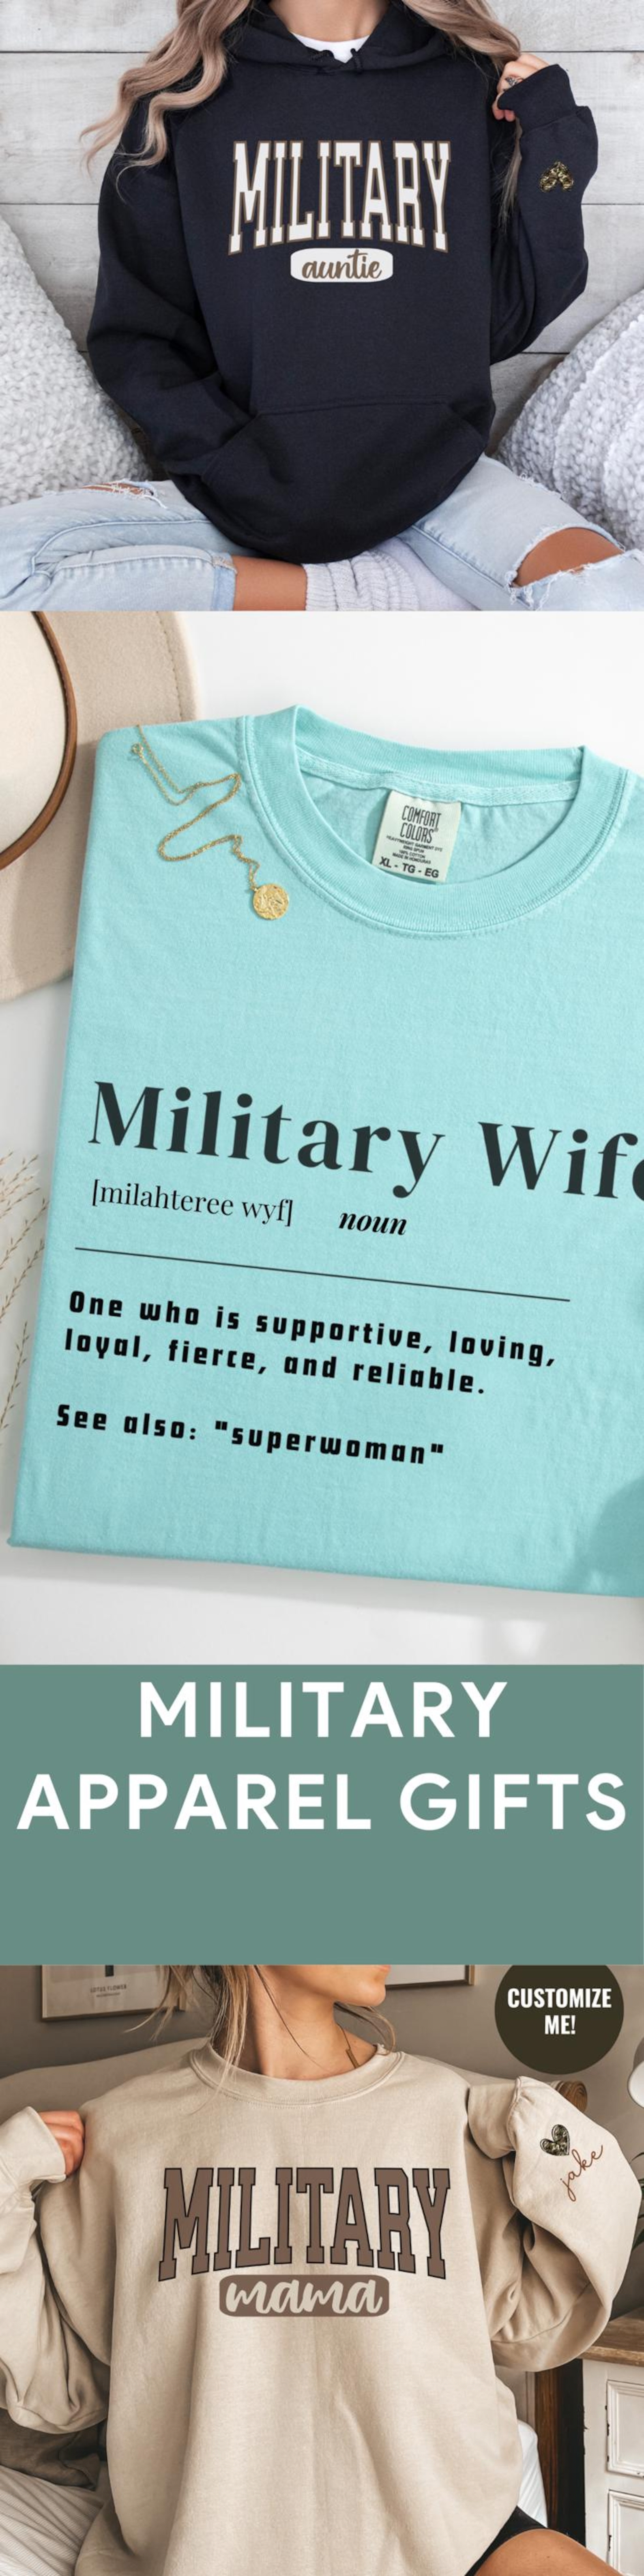 MILITARY
auntie
COMFORT
COLORS
XL - TG - EG
Military Wif
[milahteree wyf] noun
One who is supportive, loving,
loyal, fierce, and reliable.
See also: "superwoman"
MILITARY
APPAREL GIFTS
CUSTOMIZE
ME!
jake
MILITARY
mama